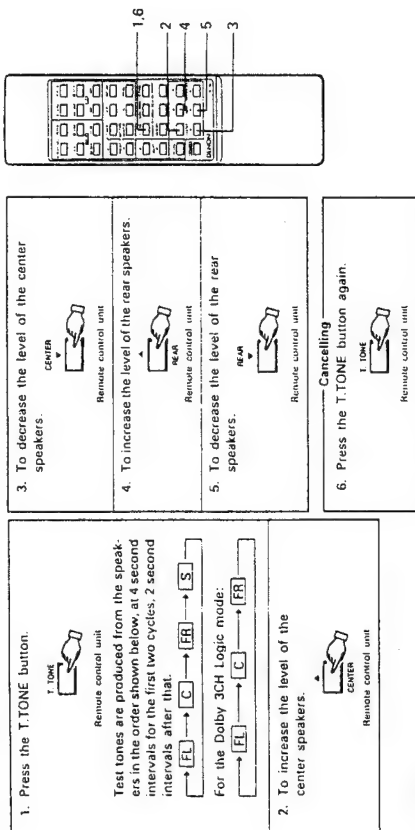 1. Press the T.TONE button.
T. TONE
Remote control unit
Test tones are produced from the speak-
ers in the order shown below, at 4 second
intervals for the first two cycles, 2 second
intervals after that.
FL C FR S
For the Dolby 3CH Logic mode:
FL C FR
2. To increase the level of the
center speakers.
CENTER
Remote control unit
3. To decrease the level of the center
speakers.
CENTER
Remote control unit
4. To increase the level of the rear speakers.
REAR
Remote control unit
5. To decrease the level of the rear
speakers.
REAR
Remote control unit
Cancelling
6. Press the T.TONE button again.
T. TONE
Remote control unit
1,6
2
4
5
3
DENON